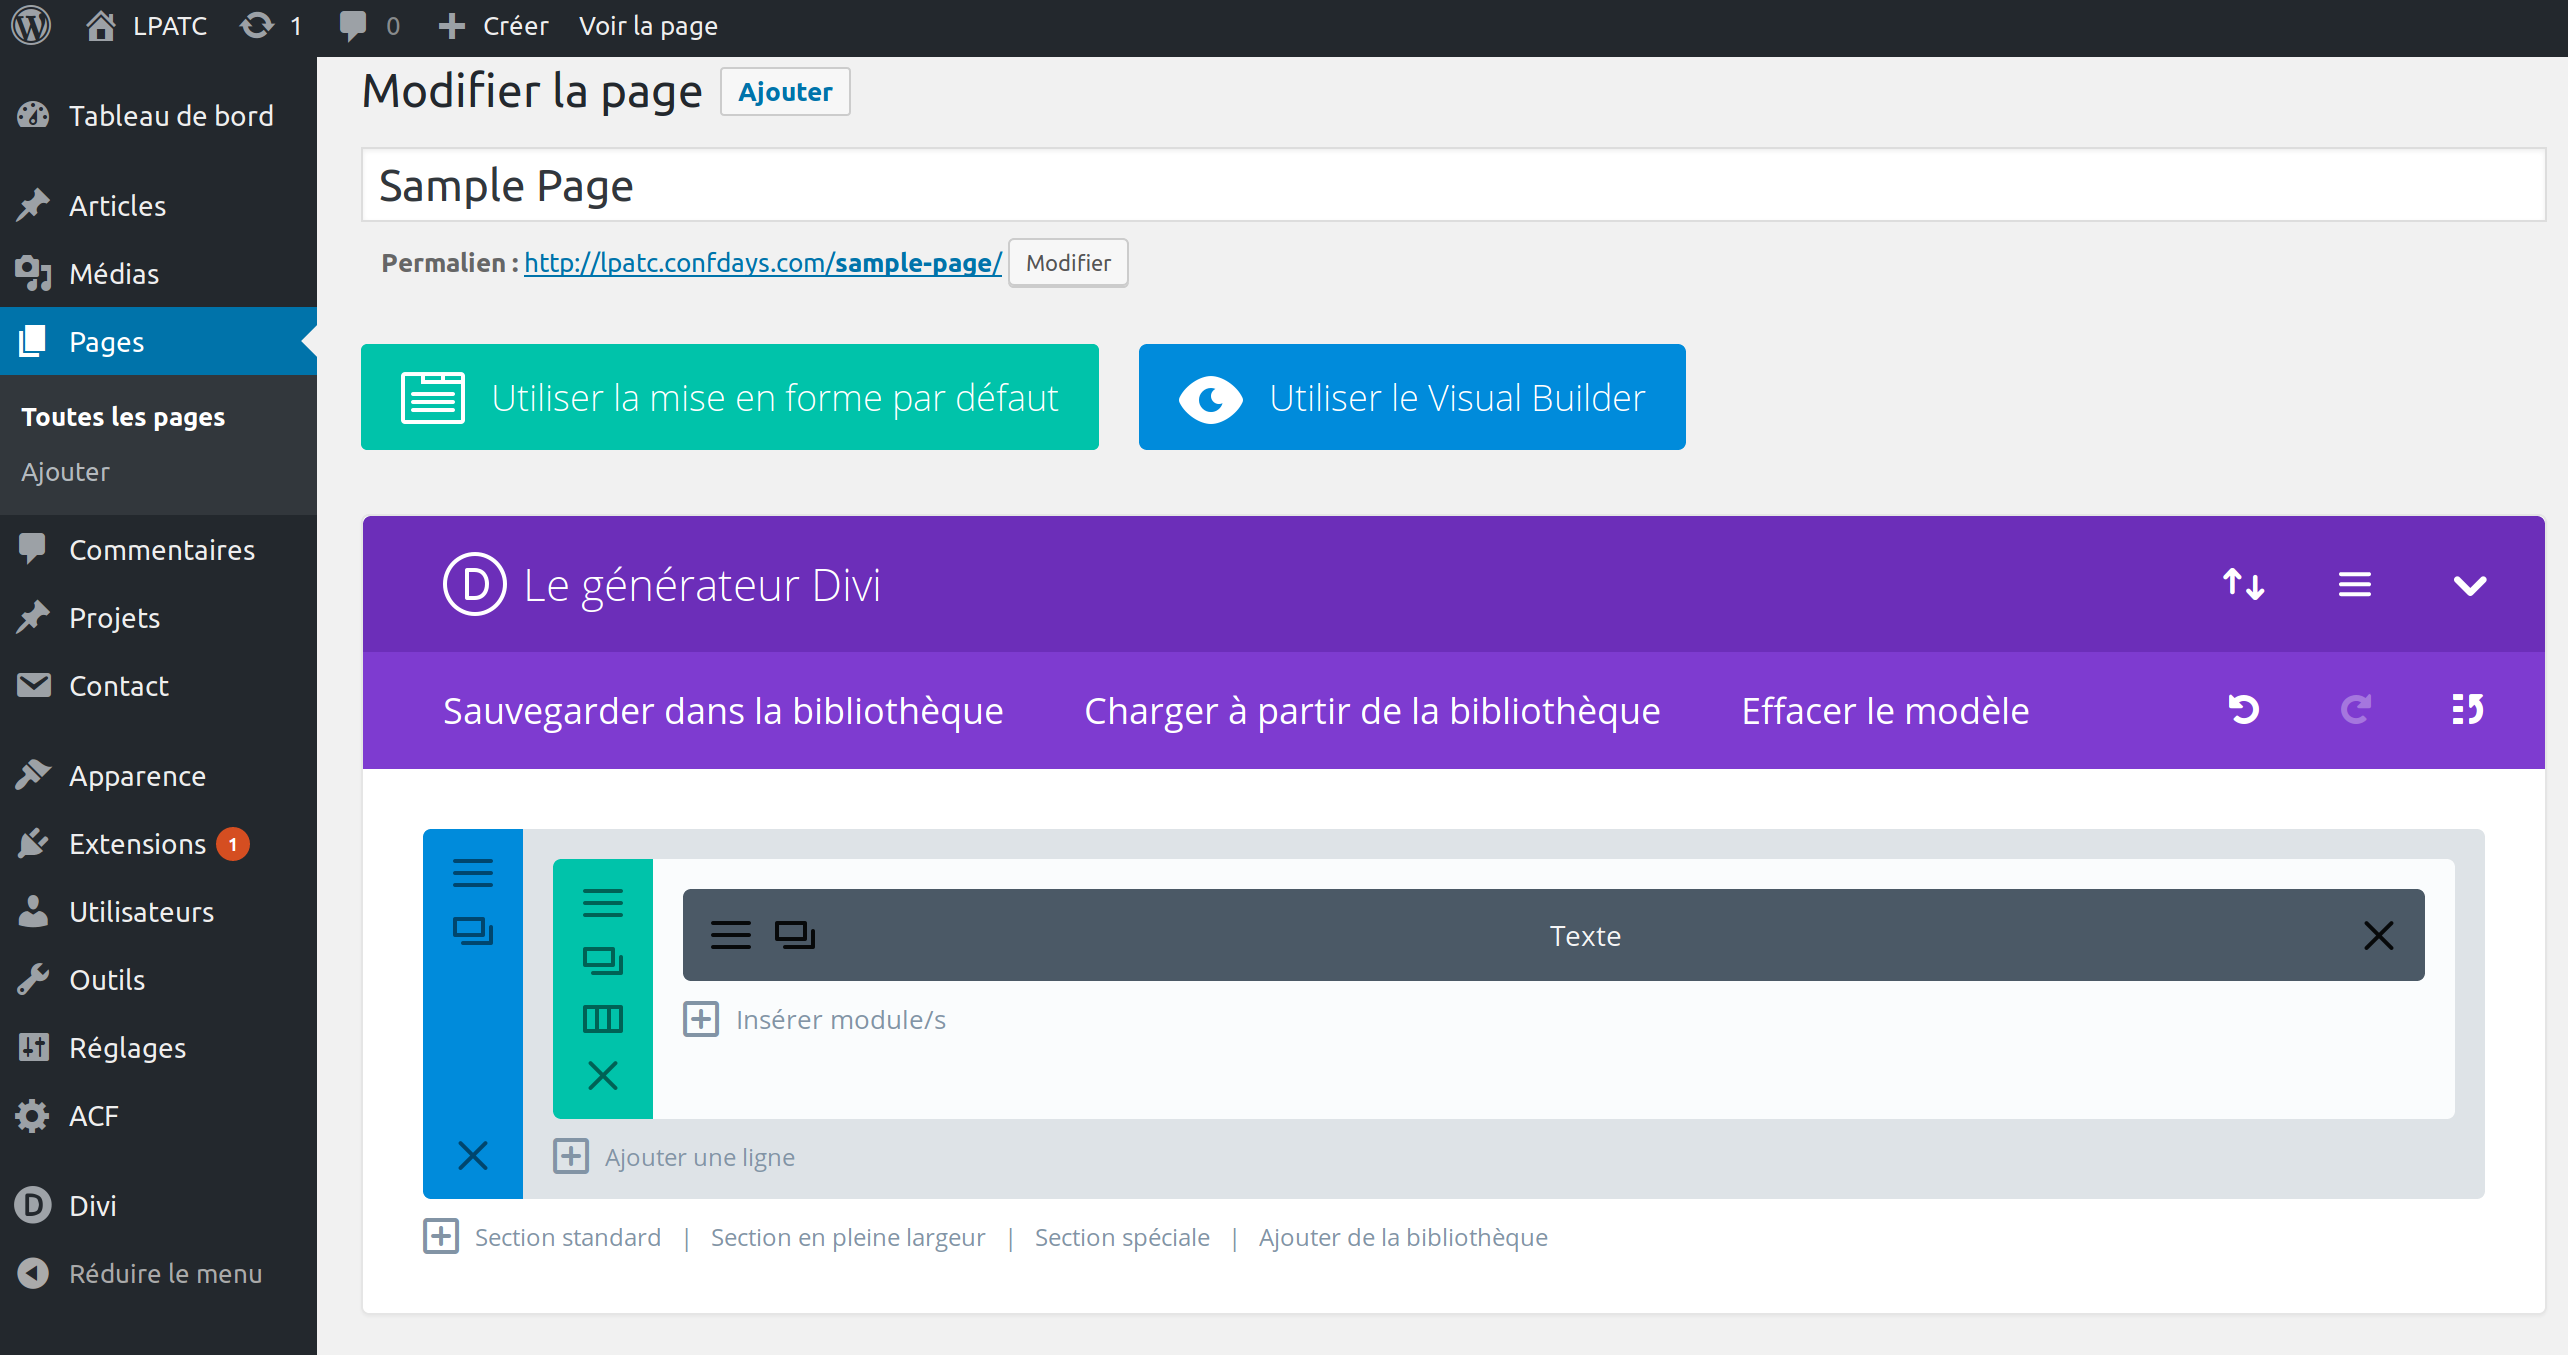 LPATC 1 0 Créer Voir la page
Tableau de bord
Articles
Médias
Pages
Toutes les pages
Ajouter
Commentaires
Projets
Contact
Apparence
Extensions 1
Utilisateurs
Outils
Réglages
ACF
Divi
Réduire le menu
Modifier la page Ajouter
Sample Page
Permalien : http://lpatc.confdays.com/sample-page/ Modifier
Utiliser la mise en forme par défaut Utiliser le Visual Builder
D Le générateur Divi
Sauvegarder dans la bibliothèque Charger à partir de la bibliothèque Effacer le modèle
Texte
Insérer module/s
Ajouter une ligne
Section standard | Section en pleine largeur | Section spéciale | Ajouter de la bibliothèque